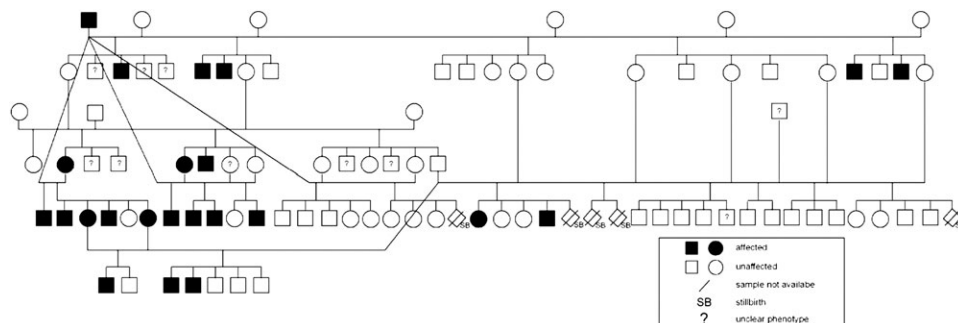 ? ? ?
?
? ? ? ? ?
?
SB SB SB SB
affected
unaffected
sample not availabe
SB stillbirth
? unclear phenotype